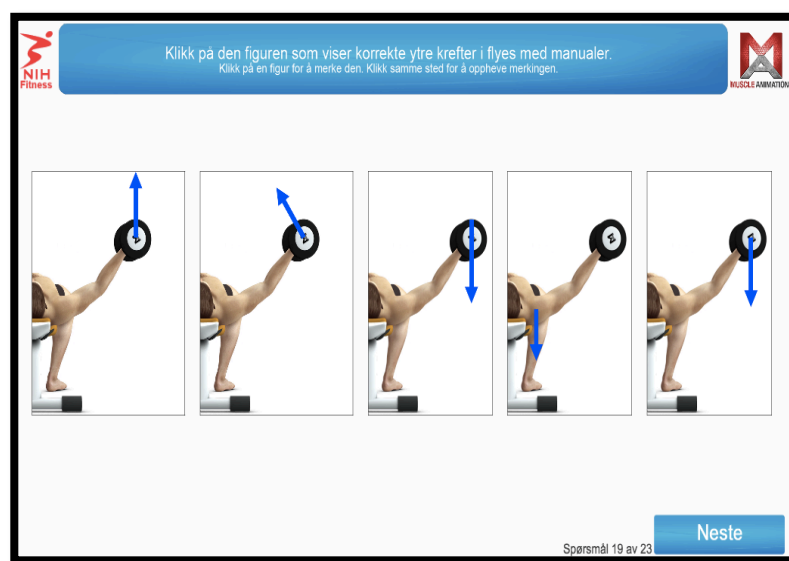 Klikk på den figuren som viser korrekte ytre krefter i flyes med manualer.
Klikk på en figur for å merke den. Klikk samme sted for å oppheve merkingen.
NIH
Fitness
MUSCLE ANIMATION
Spørsmål 19 av 23
Neste